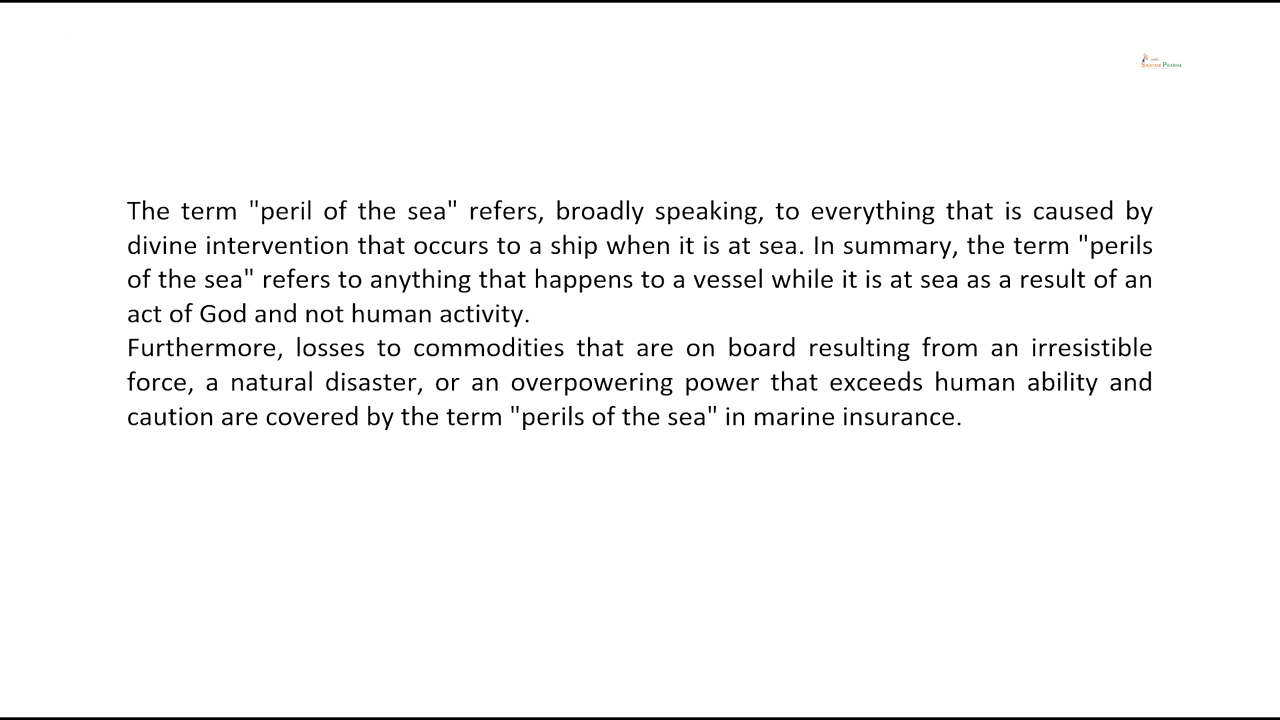 Swayam Prabha
The term "peril of the sea" refers, broadly speaking, to everything that is caused by
divine intervention that occurs to a ship when it is at sea. In summary, the term "perils
of the sea" refers to anything that happens to a vessel while it is at sea as a result of an
act of God and not human activity.
Furthermore, losses to commodities that are on board resulting from an irresistible
force, a natural disaster, or an overpowering power that exceeds human ability and
caution are covered by the term "perils of the sea" in marine insurance.